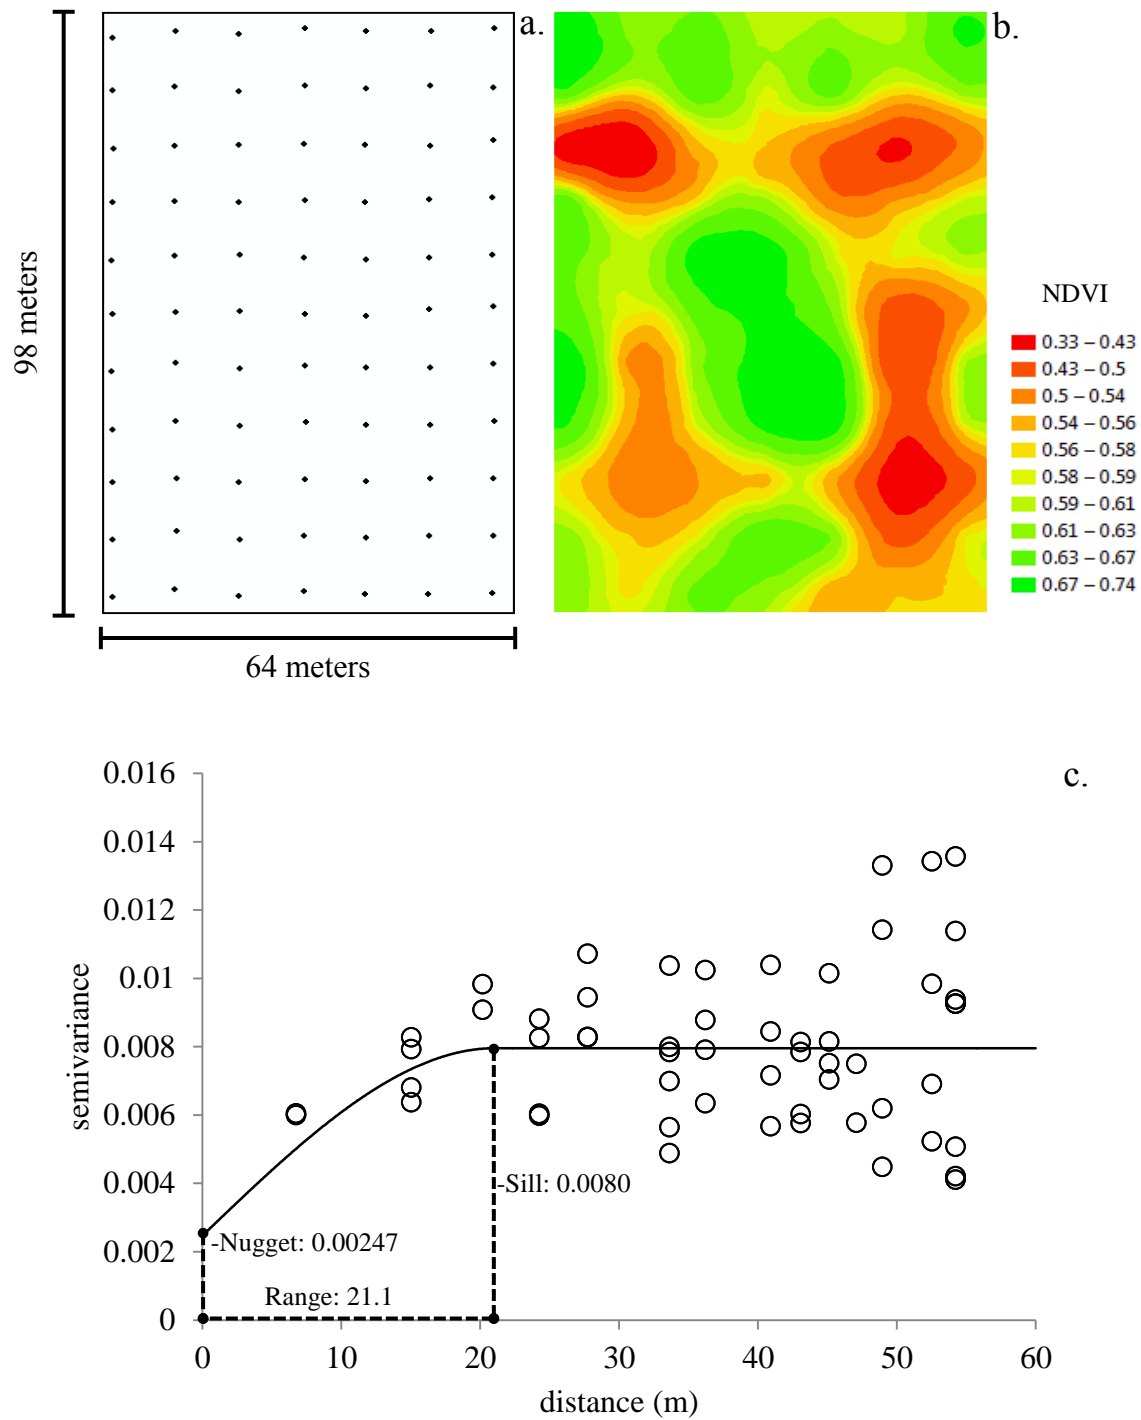 a.
b.
98 meters
64 meters
NDVI
0.33 – 0.43
0.43 – 0.5
0.5 – 0.54
0.54 – 0.56
0.56 – 0.58
0.58 – 0.59
0.59 – 0.61
0.61 – 0.63
0.63 – 0.67
0.67 – 0.74
c.
0.016
0.014
0.012
0.01
0.008
0.006
0.004
0.002
0
semivariance
-Sill: 0.0080
-Nugget: 0.00247
Range: 21.1
0 10 20 30 40 50 60
distance (m)